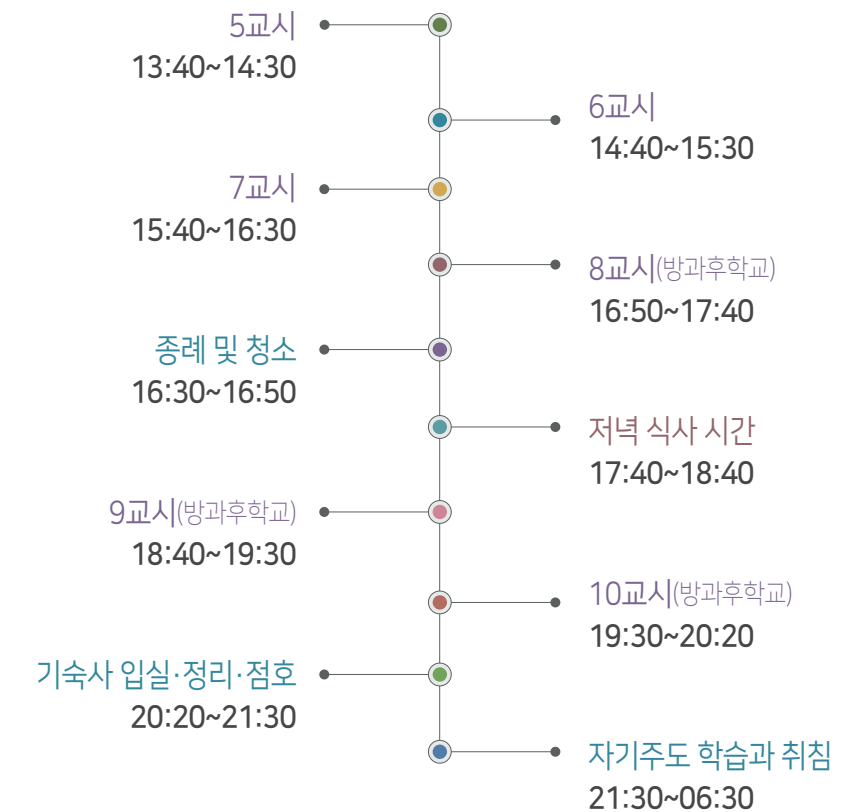 5교시
13:40~14:30
6교시
14:40~15:30
7교시
15:40~16:30
8교시(방과후학교)
16:50~17:40
종례 및 청소
16:30~16:50
저녁 식사 시간
17:40~18:40
9교시(방과후학교)
18:40~19:30
10교시(방과후학교)
19:30~20:20
기숙사 입실·정리·점호
20:20~21:30
자기주도 학습과 취침
21:30~06:30